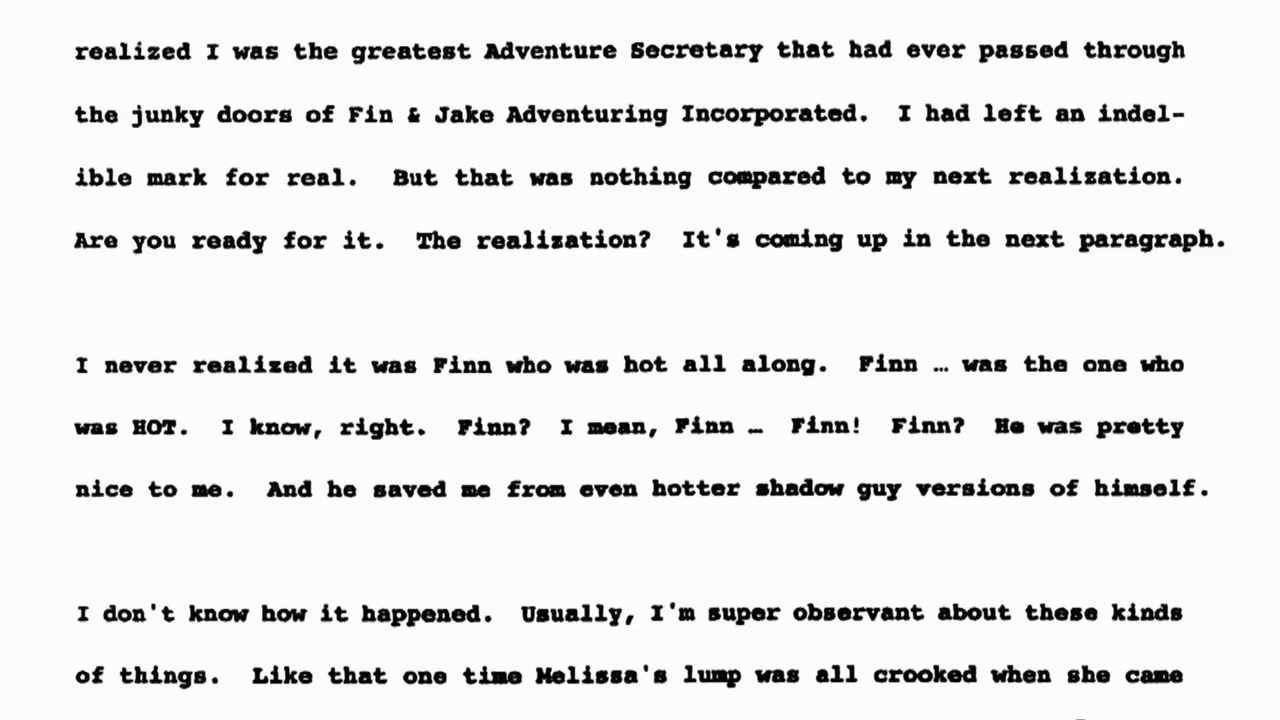 realized I was the greatest Adventure Secretary that had ever passed through
the junky doors of Fin & Jake Adventuring Incorporated.  I had left an indel-
ible mark for real.  But that was nothing compared to my next realization.
Are you ready for it.  The realization?  It's coming up in the next paragraph.
I never realized it was Finn who was hot all along.  Finn … was the one who
was HOT.  I know, right.  Finn?  I mean, Finn …  Finn!  Finn?  He was pretty
nice to me.  And he saved me from even hotter shadow guy versions of himself.
I don't know how it happened.  Usually, I'm super observant about these kinds
of things.  Like that one time Melissa's lump was all crooked when she came